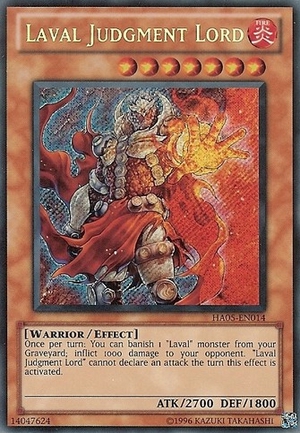 LAVAL JUDGMENT LORD
FIRE
炎
HA05-EN014
[WARRIOR / EFFECT]
Once per turn: You can banish 1 "Laval" monster from
your Graveyard; inflict 1000 damage to your opponent. "Laval
Judgment Lord" cannot declare an attack the turn this effect
is activated.
ATK/2700 DEF/1800
14047624
©1996 KAZUKI TAKAHASHI